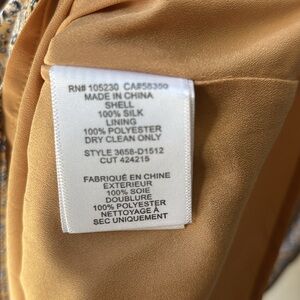 RN# 105230 CA#58350
MADE IN CHINA
SHELL
100% SILK
LINING
100% POLYESTER
DRY CLEAN ONLY
STYLE 3658-D1512
CUT 424215
FABRIQUÉ EN CHINE
EXTERIEUR
100% SOIE
DOUBLURE
100% POLYESTER
NETTOYAGE À
SEC UNIQUEMENT